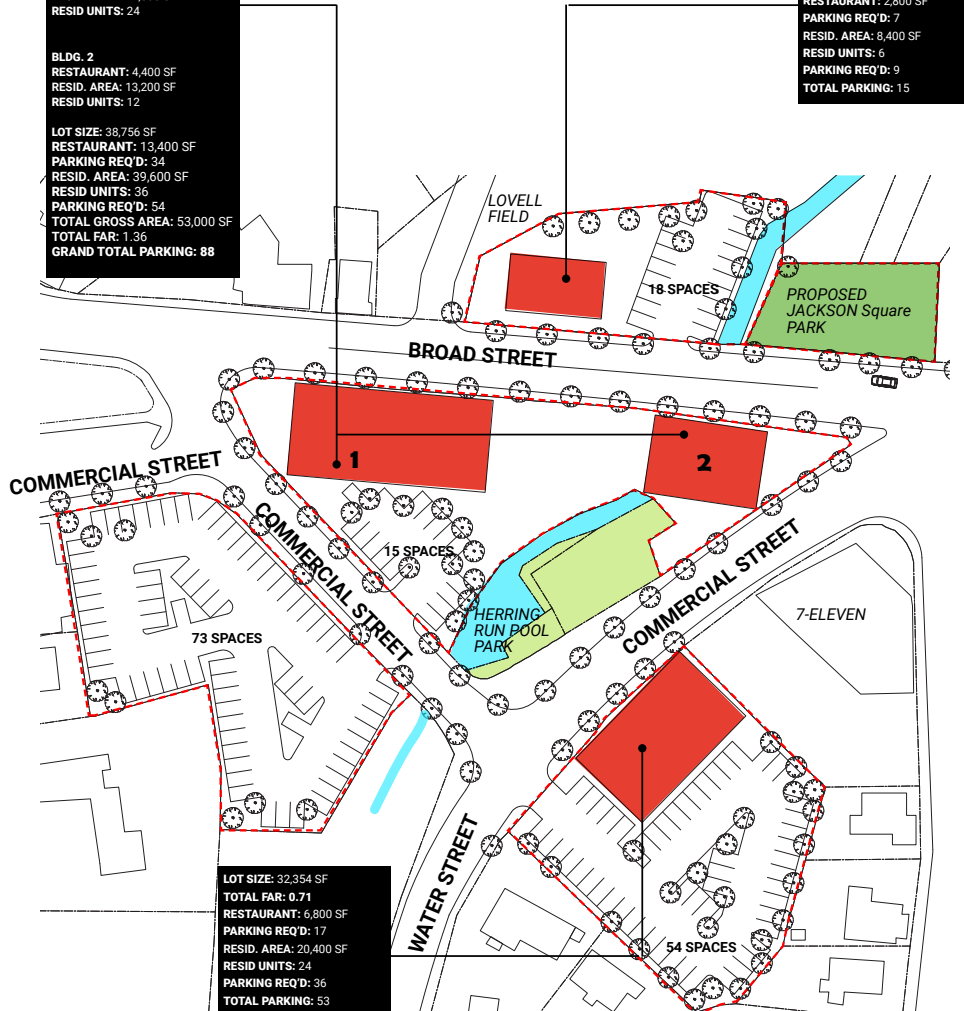 RESID UNITS: 24
BLDG. 2
RESTAURANT: 4,400 SF
RESID. AREA: 13,200 SF
RESID UNITS: 12
LOT SIZE: 38,756 SF
RESTAURANT: 13,400 SF
PARKING REQ'D: 34
RESID. AREA: 39,600 SF
RESID UNITS: 36
PARKING REQ'D: 54
TOTAL GROSS AREA: 53,000 SF
TOTAL FAR: 1.36
GRAND TOTAL PARKING: 88
RESTAURANT: 2,800 SF
PARKING REQ'D: 7
RESID. AREA: 8,400 SF
RESID UNITS: 6
PARKING REQ'D: 9
TOTAL PARKING: 15
LOVELL
FIELD
18 SPACES
PROPOSED
JACKSON Square
PARK
BROAD STREET
1
2
COMMERCIAL STREET
COMMERCIAL STREET
15 SPACES
COMMERCIAL STREET
HERRING
RUN POOL
PARK
7-ELEVEN
73 SPACES
WATER STREET
54 SPACES
LOT SIZE: 32,354 SF
TOTAL FAR: 0.71
RESTAURANT: 6,800 SF
PARKING REQ'D: 17
RESID. AREA: 20,400 SF
RESID UNITS: 24
PARKING REQ'D: 36
TOTAL PARKING: 53